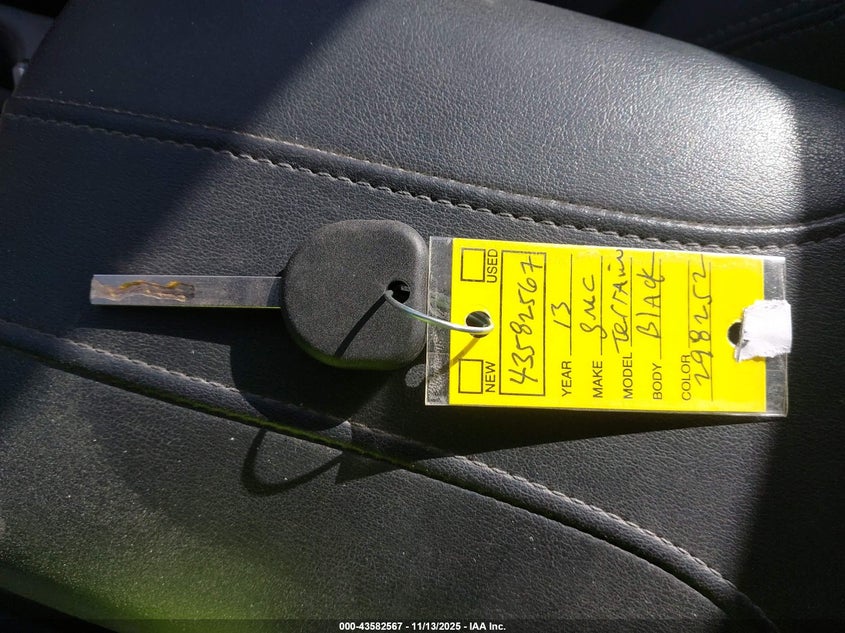 NEW USED
43582567
YEAR 13
MAKE GMC
MODEL Terrain
BODY BLACK
COLOR 298252
000-43582567 - 11/13/2025 - IAA Inc.